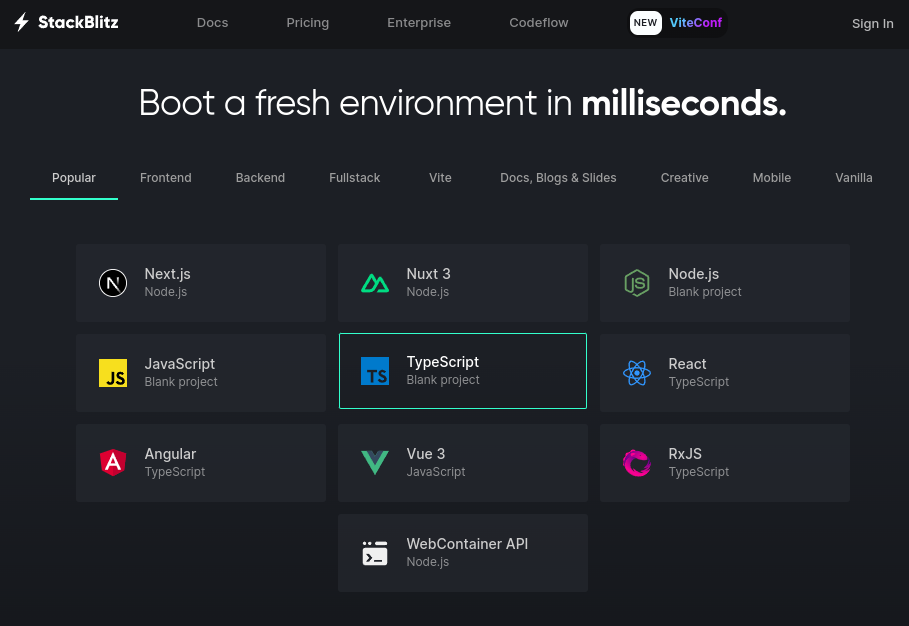 StackBlitz Docs Pricing Enterprise Codeflow NEW ViteConf Sign In
Boot a fresh environment in milliseconds.
Popular Frontend Backend Fullstack Vite Docs, Blogs & Slides Creative Mobile Vanilla
Next.js
Node.js
Nuxt 3
Node.js
JS
Node.js
Blank project
JS
JavaScript
Blank project
TS
TypeScript
Blank project
React
TypeScript
A
Angular
TypeScript
Vue 3
JavaScript
RxJS
TypeScript
WebContainer API
Node.js